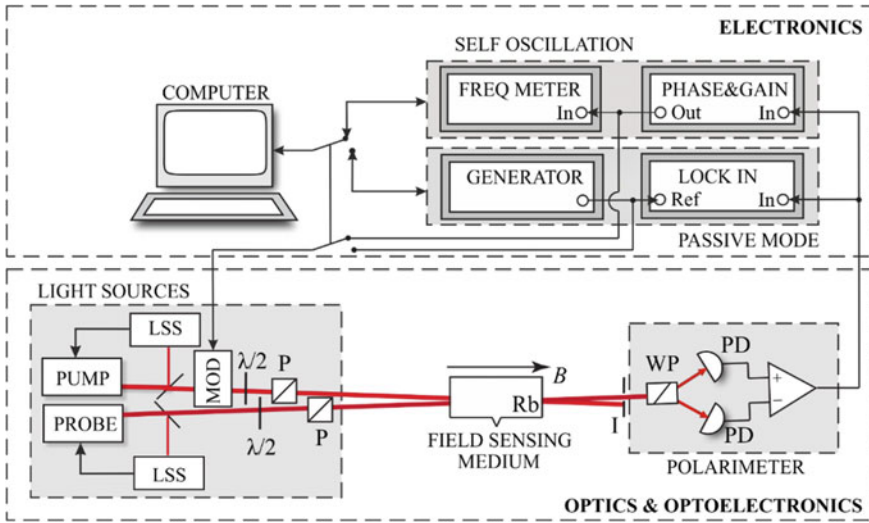 ELECTRONICS
SELF OSCILLATION
COMPUTER
FREQ METER
In
PHASE&GAIN
Out
In
GENERATOR
LOCK IN
Ref
In
PASSIVE MODE
LIGHT SOURCES
LSS
PUMP
MOD
λ/2
P
PROBE
λ/2
P
LSS
B
Rb
FIELD SENSING
MEDIUM
I
WP
PD
+
−
PD
POLARIMETER
OPTICS & OPTOELECTRONICS